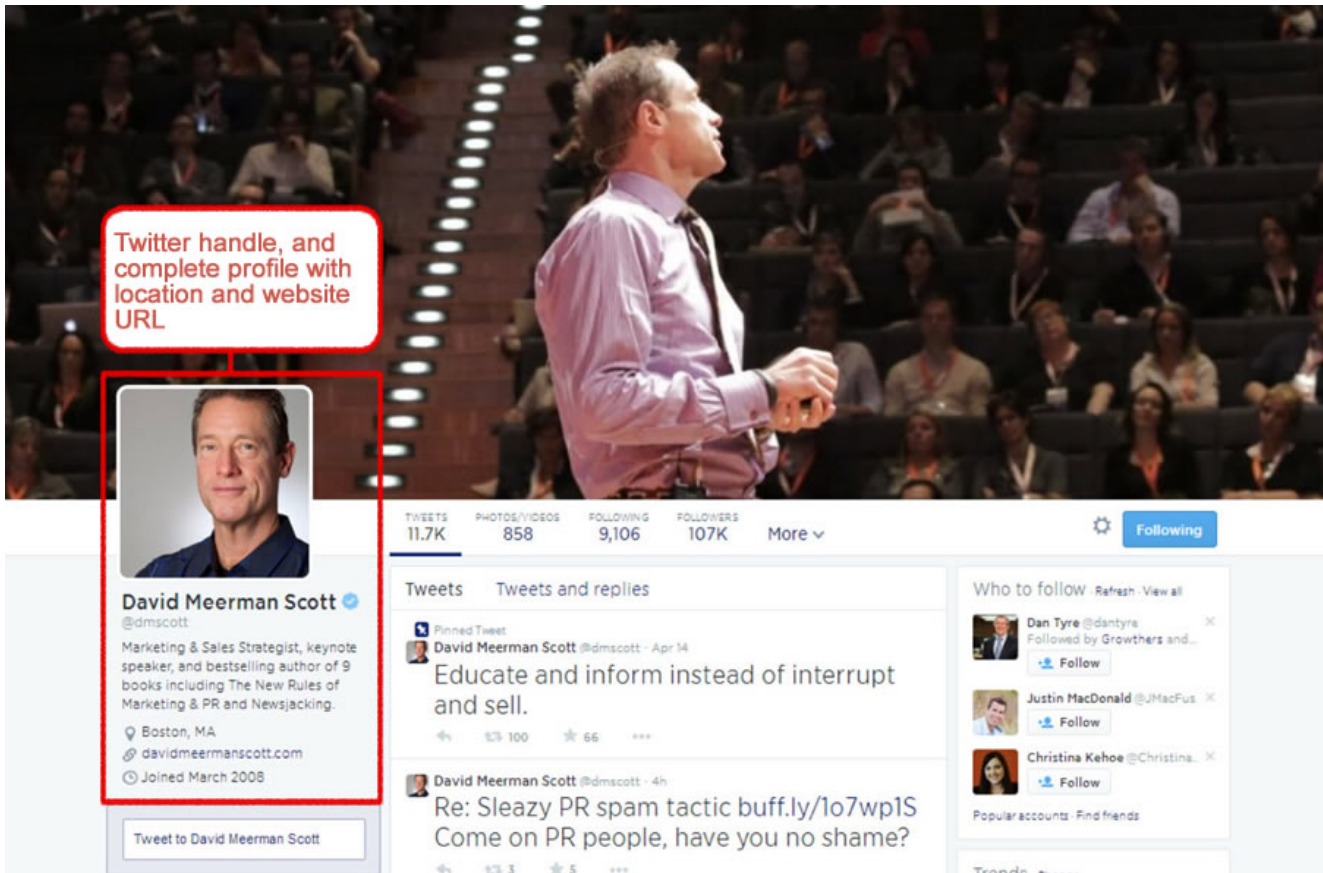 Twitter handle, and
complete profile with
location and website
URL
TWEETS
11.7K
PHOTOS/VIDEOS
858
FOLLOWING
9,106
FOLLOWERS
107K
More
Following
David Meerman Scott
@dmscott
Marketing & Sales Strategist, keynote
speaker, and bestselling author of 9
books including The New Rules of
Marketing & PR and Newsjacking.
Boston, MA
davidmeermanscott.com
Joined March 2008
Tweet to David Meerman Scott
Tweets Tweets and replies
Pinned Tweet
David Meerman Scott @dmscott · Apr 14
Educate and inform instead of interrupt
and sell.
100 66
David Meerman Scott @dmscott · 4h
Re: Sleazy PR spam tactic buff.ly/1o7wp1S
Come on PR people, have you no shame?
3 5
Who to follow · Refresh · View all
Dan Tyre @dantyre
Followed by Growthers and...
Follow
Justin MacDonald @JMacFus
Follow
Christina Kehoe @Christina..
Follow
Popular accounts · Find friends
Trends